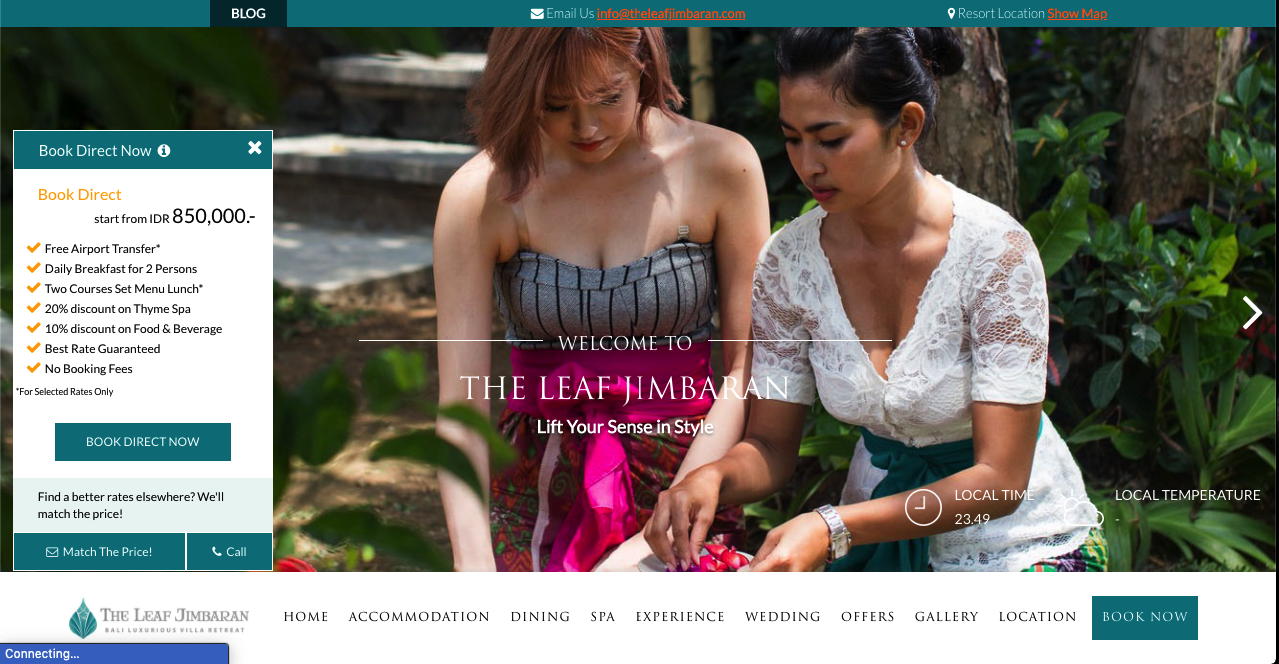 BLOG
Email Us info@theleafjimbaran.com
Resort Location Show Map
Book Direct Now
Book Direct
start from IDR 850,000.-
Free Airport Transfer*
Daily Breakfast for 2 Persons
Two Courses Set Menu Lunch*
20% discount on Thyme Spa
10% discount on Food & Beverage
Best Rate Guaranteed
No Booking Fees
*For Selected Rates Only
BOOK DIRECT NOW
Find a better rates elsewhere? We'll
match the price!
Match The Price!
Call
WELCOME TO
THE LEAF JIMBARAN
Lift Your Sense in Style
LOCAL TIME
23.49
LOCAL TEMPERATURE
-
THE LEAF JIMBARAN
BALI LUXURIOUS VILLA RETREAT
HOME ACCOMMODATION DINING SPA EXPERIENCE WEDDING OFFERS GALLERY LOCATION BOOK NOW
Connecting...